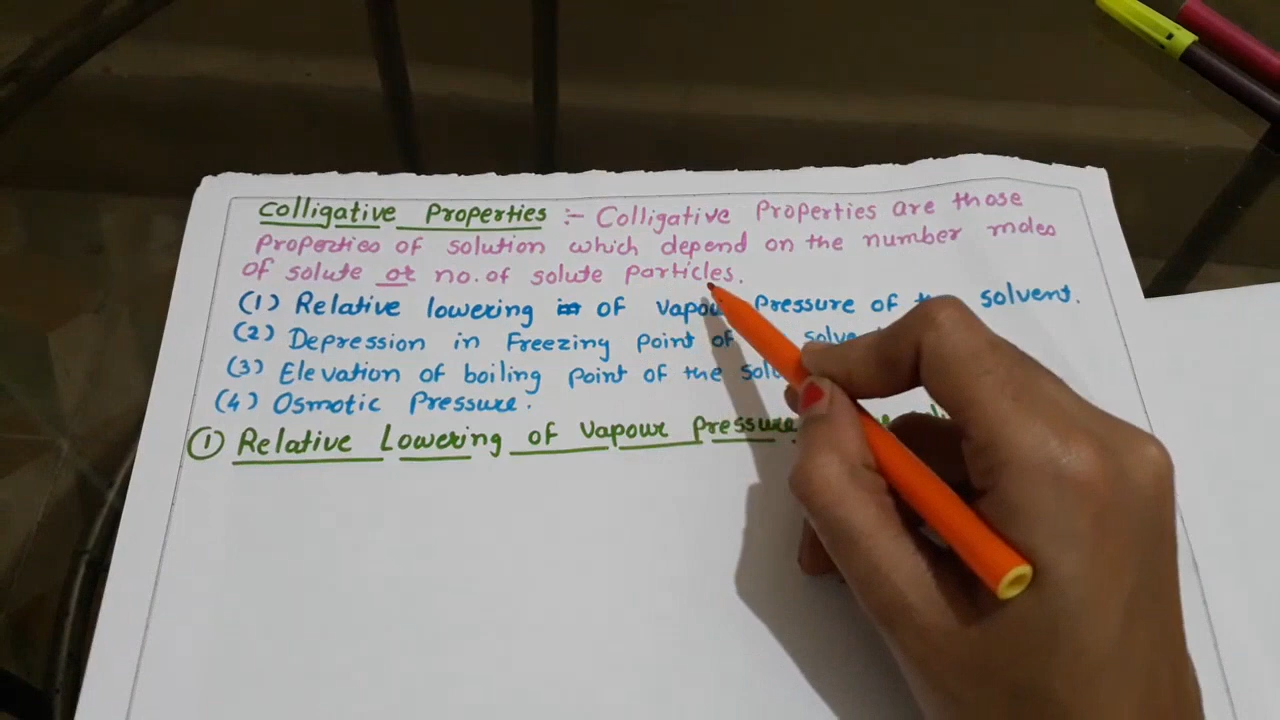 Colligative Properties :- Colligative Properties are those
Properties of solution which depend on the number moles
of solute or no. of solute Particles.
(1) Relative lowering of vapour Pressure of the solvent.
(2) Depression in Freezing Point of
(3) Elevation of boiling Point of the
(4) Osmotic Pressure.
① Relative Lowering of Vapour Pressure